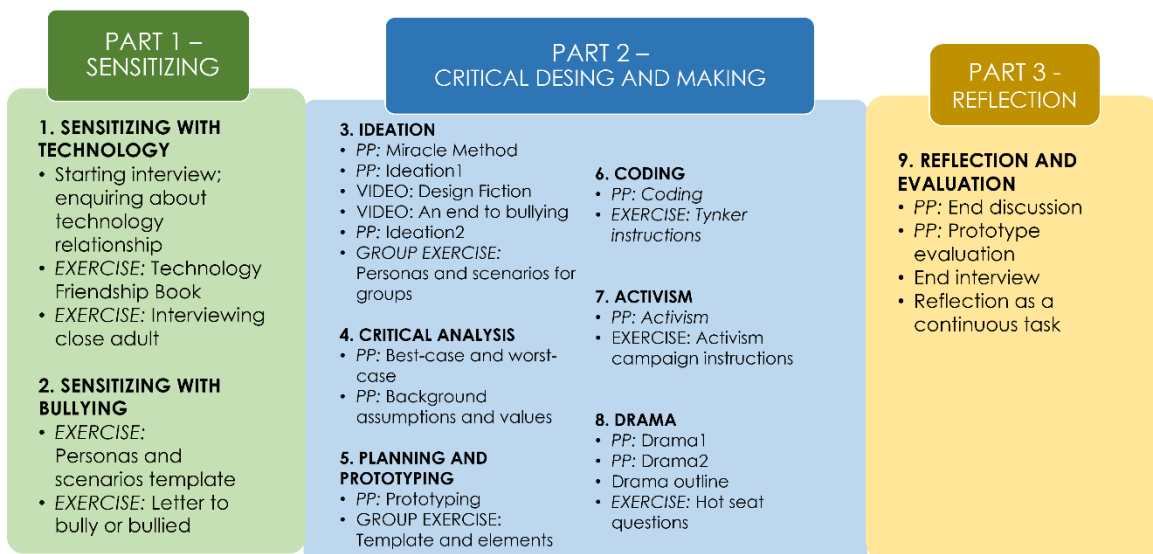 PART 1 –
SENSITIZING
1. SENSITIZING WITH
TECHNOLOGY
• Starting interview;
enquiring about
technology
relationship
• EXERCISE: Technology
Friendship Book
• EXERCISE: Interviewing
close adult
2. SENSITIZING WITH
BULLYING
• EXERCISE:
Personas and
scenarios template
• EXERCISE: Letter to
bully or bullied
PART 2 –
CRITICAL DESING AND MAKING
3. IDEATION
• PP: Miracle Method
• PP: Ideation1
• VIDEO: Design Fiction
• VIDEO: An end to bullying
• PP: Ideation2
• GROUP EXERCISE:
Personas and scenarios for
groups
4. CRITICAL ANALYSIS
• PP: Best-case and worst-
case
• PP: Background
assumptions and values
5. PLANNING AND
PROTOTYPING
• PP: Prototyping
• GROUP EXERCISE:
Template and elements
6. CODING
• PP: Coding
• EXERCISE: Tynker
instructions
7. ACTIVISM
• PP: Activism
• EXERCISE: Activism
campaign instructions
8. DRAMA
• PP: Drama1
• PP: Drama2
• Drama outline
• EXERCISE: Hot seat
questions
PART 3 -
REFLECTION
9. REFLECTION AND
EVALUATION
• PP: End discussion
• PP: Prototype
evaluation
• End interview
• Reflection as a
continuous task